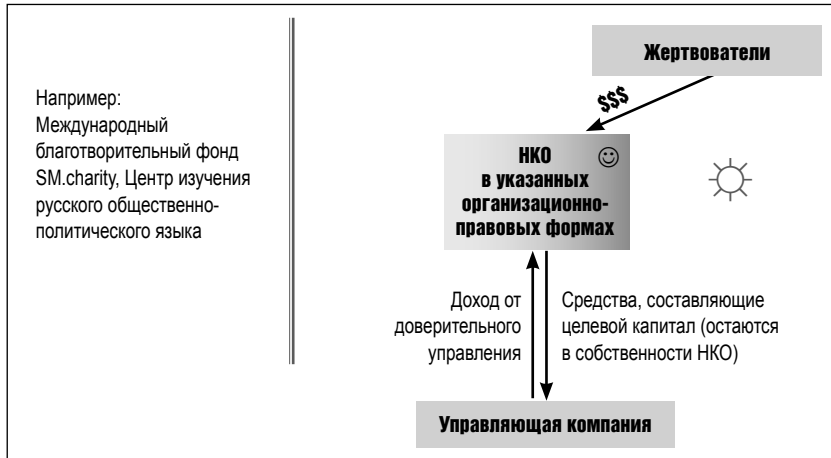 Например:
Международный
благотворительный фонд
SM.charity, Центр изучения
русского общественно-
политического языка
Жертвователи
$$$
НКО
в указанных
организационно-
правовых формах
Доход от
доверительного
управления
Средства, составляющие
целевой капитал (остаются
в собственности НКО)
Управляющая компания